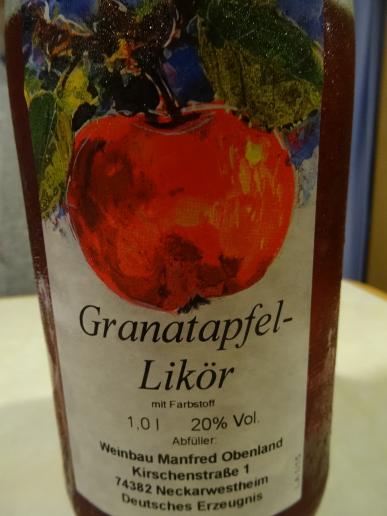 Granatapfel-
Likör
mit Farbstoff
1,0 l 20% Vol.
Abfüller:
Weinbau Manfred Obenland
Kirschenstraße 1
74382 Neckarwestheim
Deutsches Erzeugnis